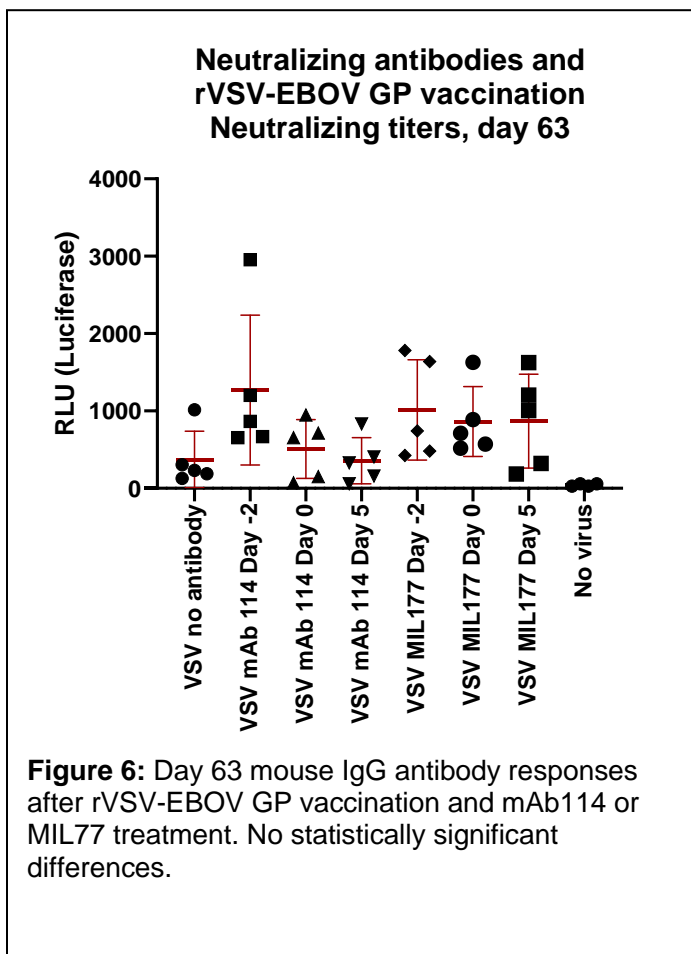 Neutralizing antibodies and
rVSV-EBOV GP vaccination
Neutralizing titers, day 63
4000
3000
2000
1000
0
RLU (Luciferase)
VSV no antibody
VSV mAb 114 Day -2
VSV mAb 114 Day 0
VSV mAb 114 Day 5
VSV MIL177 Day -2
VSV MIL177 Day 0
VSV MIL177 Day 5
No virus
Figure 6: Day 63 mouse IgG antibody responses
after rVSV-EBOV GP vaccination and mAb114 or
MIL77 treatment. No statistically significant
differences.